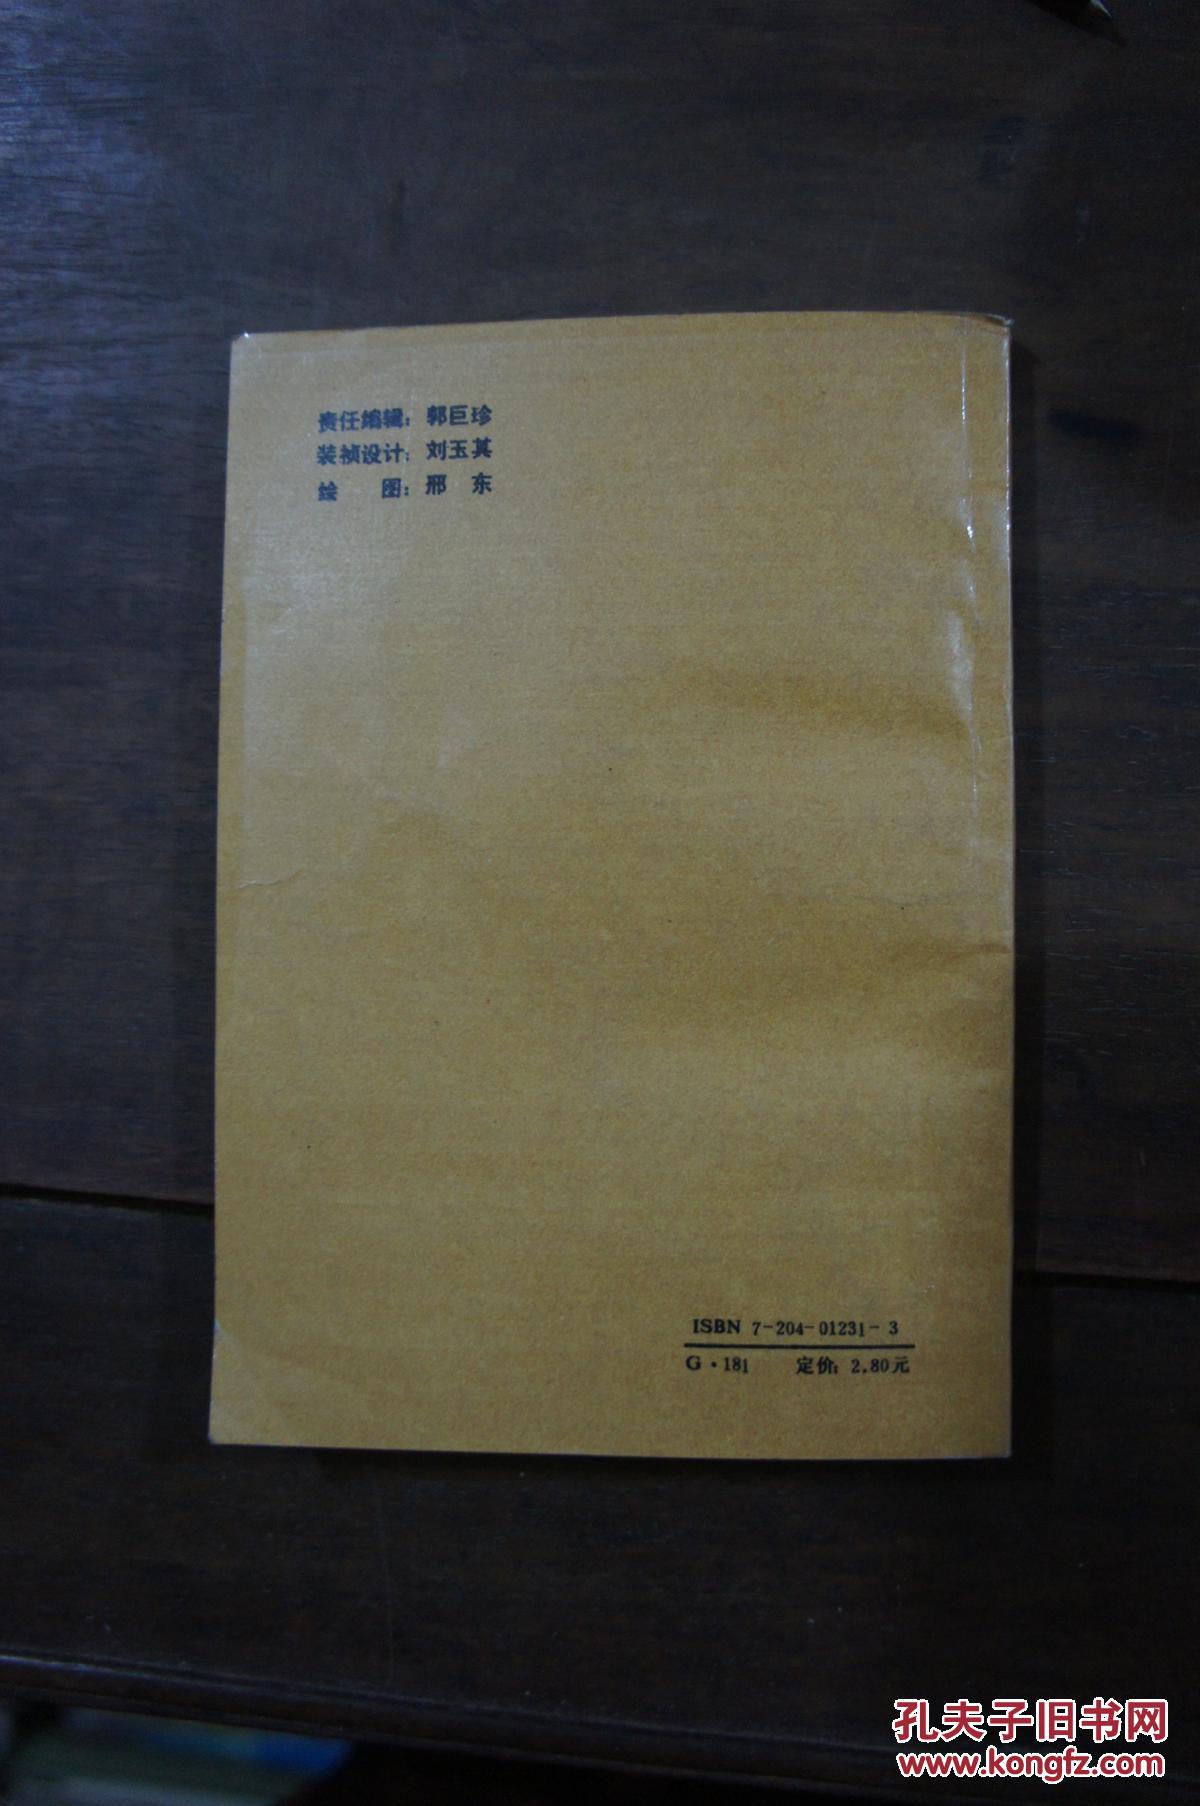 责任编辑：郭巨珍
装祯设计：刘玉其
绘　图：邢　东
ISBN 7-204-01231-3
G·181　定价：2.80元
孔夫子旧书网
www.kongfz.com